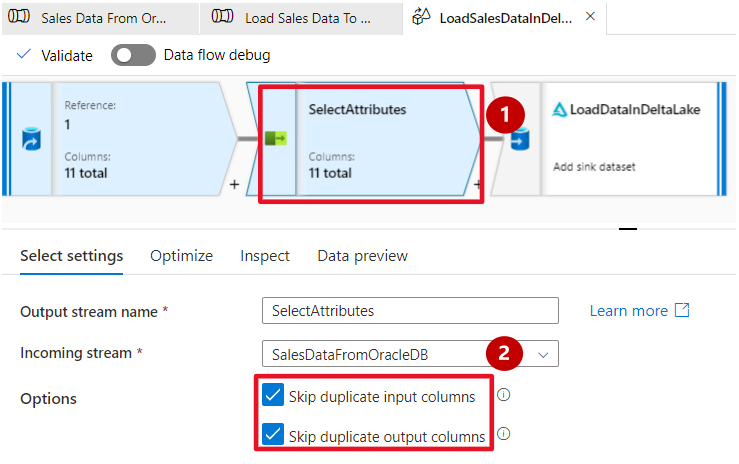 Sales Data From Or...
Load Sales Data To ...
LoadSalesDataInDel...
Validate
Data flow debug
Reference:
1
Columns:
11 total
+
SelectAttributes
Columns:
11 total
+
1
LoadDataInDeltaLake
Add sink dataset
Select settings
Optimize
Inspect
Data preview
Output stream name *
SelectAttributes
Learn more
Incoming stream *
SalesDataFromOracleDB
2
Options
Skip duplicate input columns
Skip duplicate output columns